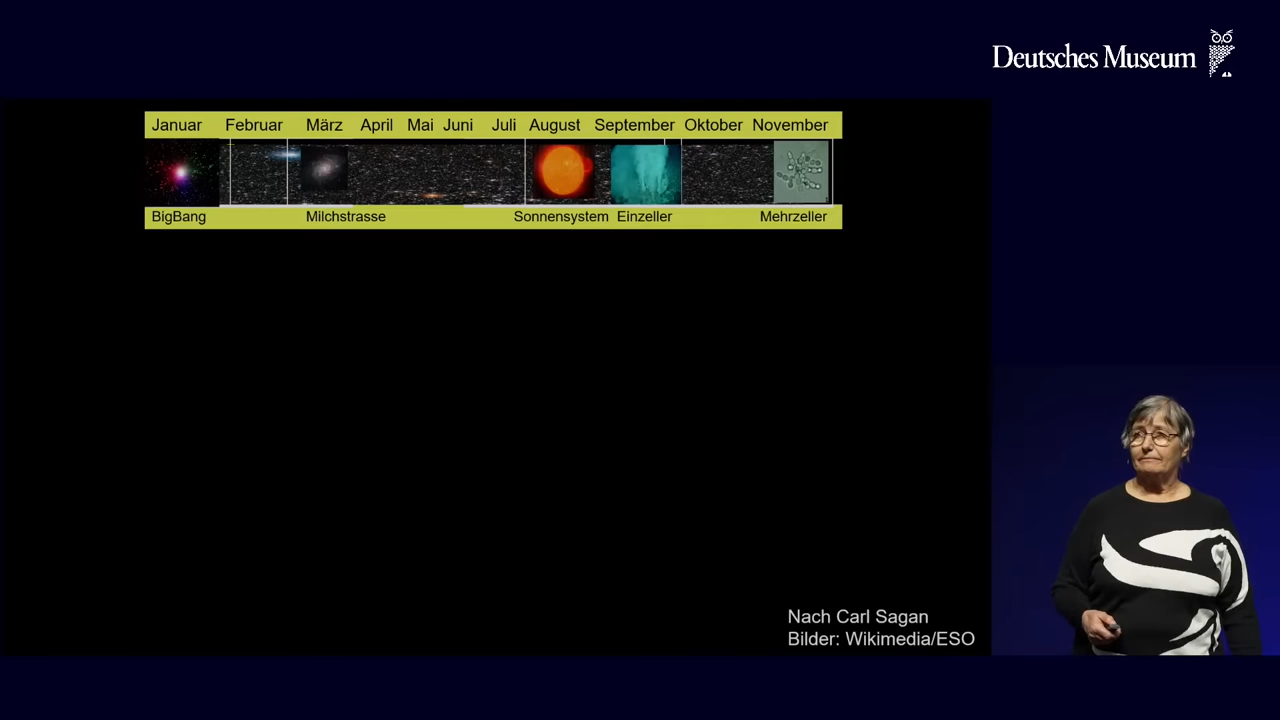 Deutsches Museum
Januar Februar März April Mai Juni Juli August September Oktober November
BigBang Milchstrasse Sonnensystem Einzeller Mehrzeller
Nach Carl Sagan
Bilder: Wikimedia/ESO